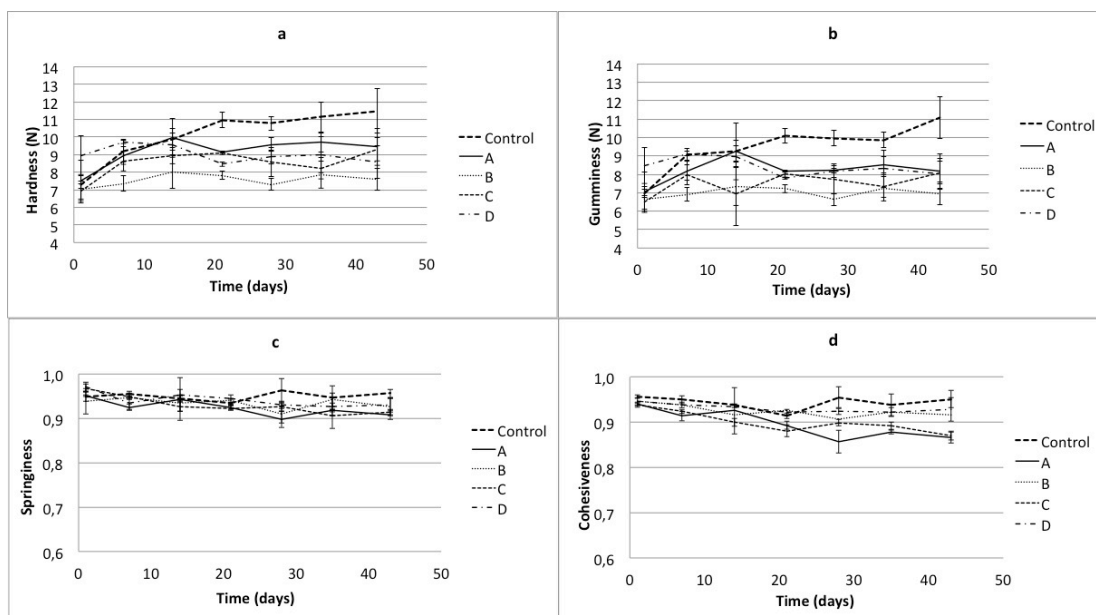 a
14
13
12
11
10
9
8
7
6
5
4
Hardness (N)
0 10 20 30 40 50
Time (days)
Control
A
B
C
D
b
14
13
12
11
10
9
8
7
6
5
4
Gumminess (N)
0 10 20 30 40 50
Time (days)
Control
A
B
C
D
c
1,0
0,9
0,8
0,7
0,6
Springiness
0 10 20 30 40 50
Time (days)
Control
A
B
C
D
d
1,0
0,9
0,8
0,7
0,6
Cohesiveness
0 10 20 30 40 50
Time (days)
Control
A
B
C
D